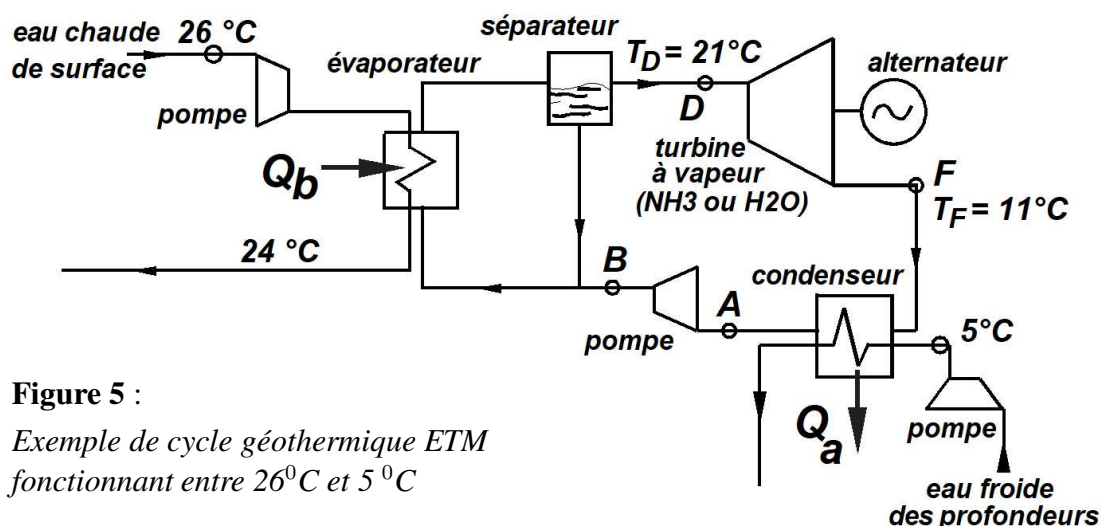 eau chaude
de surface
26 °C
pompe
évaporateur
séparateur
T_D = 21°C
D
alternateur
turbine
à vapeur
(NH3 ou H2O)
F
T_F = 11°C
Q_b
24 °C
B
A
pompe
condenseur
5°C
Q_a
pompe
eau froide
des profondeurs
Figure 5 :
Exemple de cycle géothermique ETM
fonctionnant entre 26⁰C et 5 ⁰C